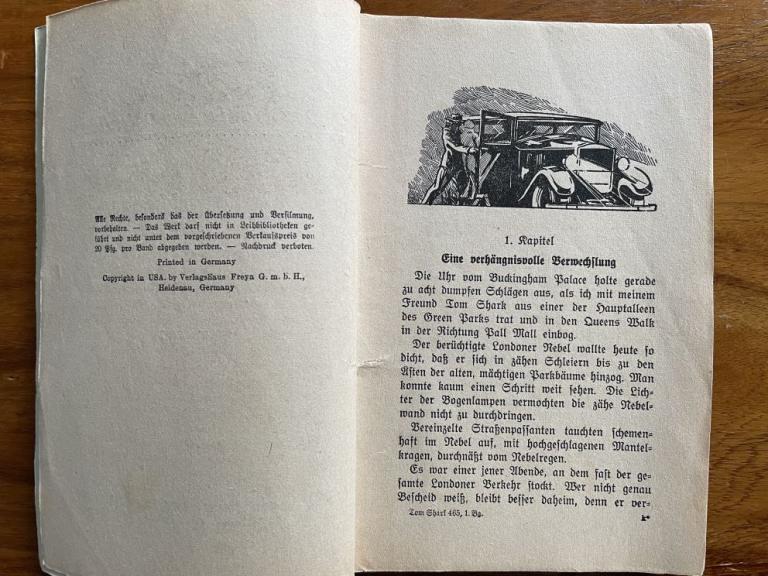 Alle Rechte, besonders das der Übersetzung und Verfilmung,
vorbehalten. — Das Werk darf nicht in Leihbibliotheken ge-
führt und nicht unter dem vorgeschriebenen Verkaufspreis von
20 Pfg. pro Band abgegeben werden. — Nachdruck verboten.
Printed in Germany
Copyright in USA. by Verlagshaus Freya G. m. b. H.,
Heidenau, Germany
1. Kapitel
Eine verhängnisvolle Verwechslung
Die Uhr vom Buckingham Palace holte gerade
zu acht dumpfen Schlägen aus, als ich mit meinem
Freund Tom Shark aus einer der Hauptalleen
des Green Parks trat und in den Queens Walk
in der Richtung Pall Mall einbog.
Der berüchtigte Londoner Nebel wallte heute so
dicht, daß er sich in zähen Schleiern bis zu den
Ästen der alten, mächtigen Parkbäume hinzog. Man
konnte kaum einen Schritt weit sehen. Die Lich-
ter der Bogenlampen vermochten die zähe Nebel-
wand nicht zu durchdringen.
Vereinzelte Straßenpassanten tauchten schemen-
haft im Nebel auf, mit hochgeschlagenen Mantel-
kragen, durchnäßt vom Nebelregen.
Es war einer jener Abende, an dem fast der ge-
samte Londoner Verkehr stockt. Wer nicht genau
Bescheid weiß, bleibt besser daheim, denn er ver-
Tom Shark 465, 1. Bg.